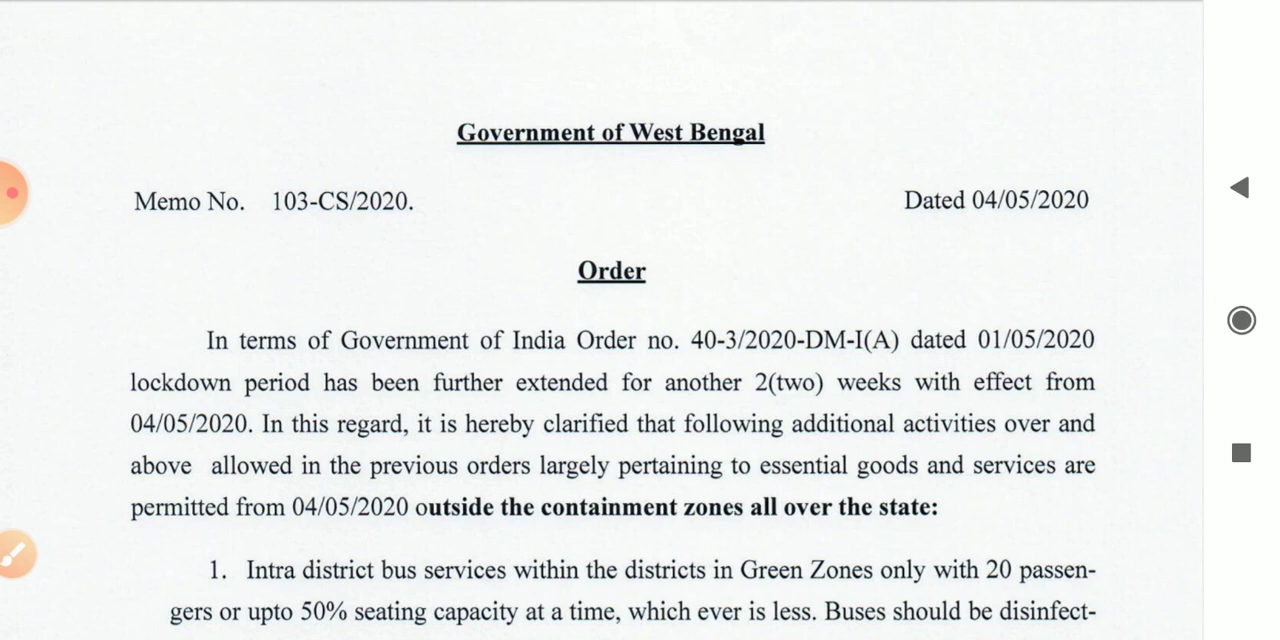 Government of West Bengal
Memo No. 103-CS/2020. Dated 04/05/2020
Order
In terms of Government of India Order no. 40-3/2020-DM-I(A) dated 01/05/2020
lockdown period has been further extended for another 2(two) weeks with effect from
04/05/2020. In this regard, it is hereby clarified that following additional activities over and
above allowed in the previous orders largely pertaining to essential goods and services are
permitted from 04/05/2020 outside the containment zones all over the state:
1. Intra district bus services within the districts in Green Zones only with 20 passen-
gers or upto 50% seating capacity at a time, which ever is less. Buses should be disinfect-